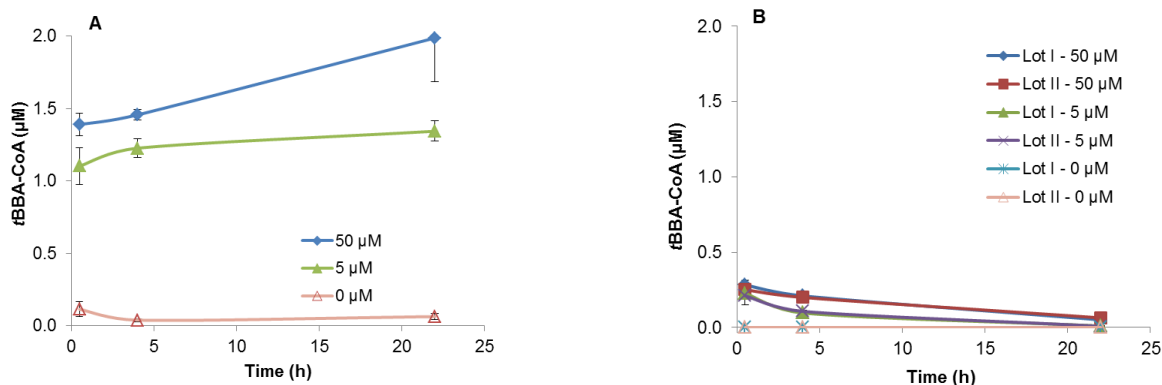 A
tBBA-CoA (µM)
2.0
1.5
1.0
0.5
0.0
50 µM
5 µM
0 µM
0 5 10 15 20 25
Time (h)
B
tBBA-CoA (µM)
2.0
1.5
1.0
0.5
0.0
Lot I - 50 µM
Lot II - 50 µM
Lot I - 5 µM
Lot II - 5 µM
Lot I - 0 µM
Lot II - 0 µM
0 5 10 15 20 25
Time (h)